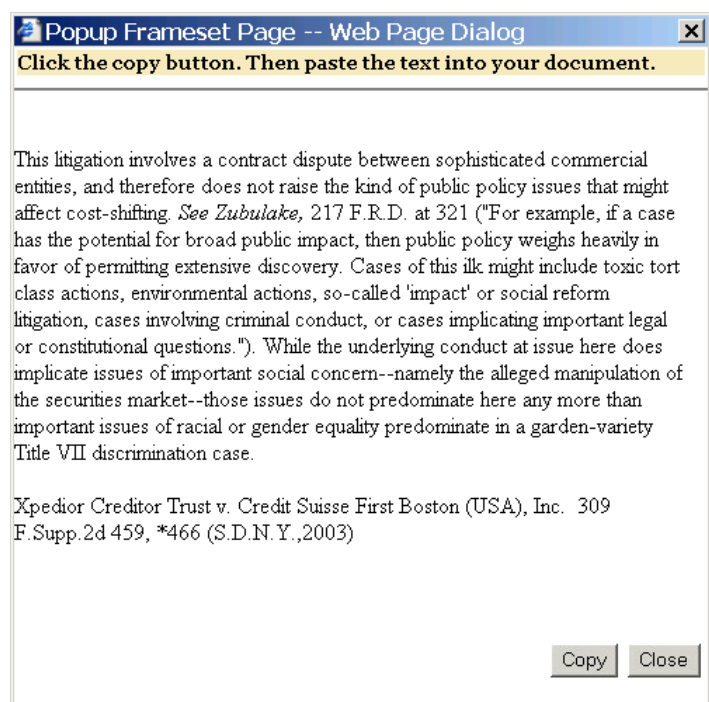 Popup Frameset Page -- Web Page Dialog
Click the copy button. Then paste the text into your document.
This litigation involves a contract dispute between sophisticated commercial
entities, and therefore does not raise the kind of public policy issues that might
affect cost-shifting. See Zubulake, 217 F.R.D. at 321 ("For example, if a case
has the potential for broad public impact, then public policy weighs heavily in
favor of permitting extensive discovery. Cases of this ilk might include toxic tort
class actions, environmental actions, so-called 'impact' or social reform
litigation, cases involving criminal conduct, or cases implicating important legal
or constitutional questions."). While the underlying conduct at issue here does
implicate issues of important social concern--namely the alleged manipulation of
the securities market--those issues do not predominate here any more than
important issues of racial or gender equality predominate in a garden-variety
Title VII discrimination case.
Xpedior Creditor Trust v. Credit Suisse First Boston (USA), Inc. 309
F.Supp.2d 459, *466 (S.D.N.Y.,2003)
Copy Close